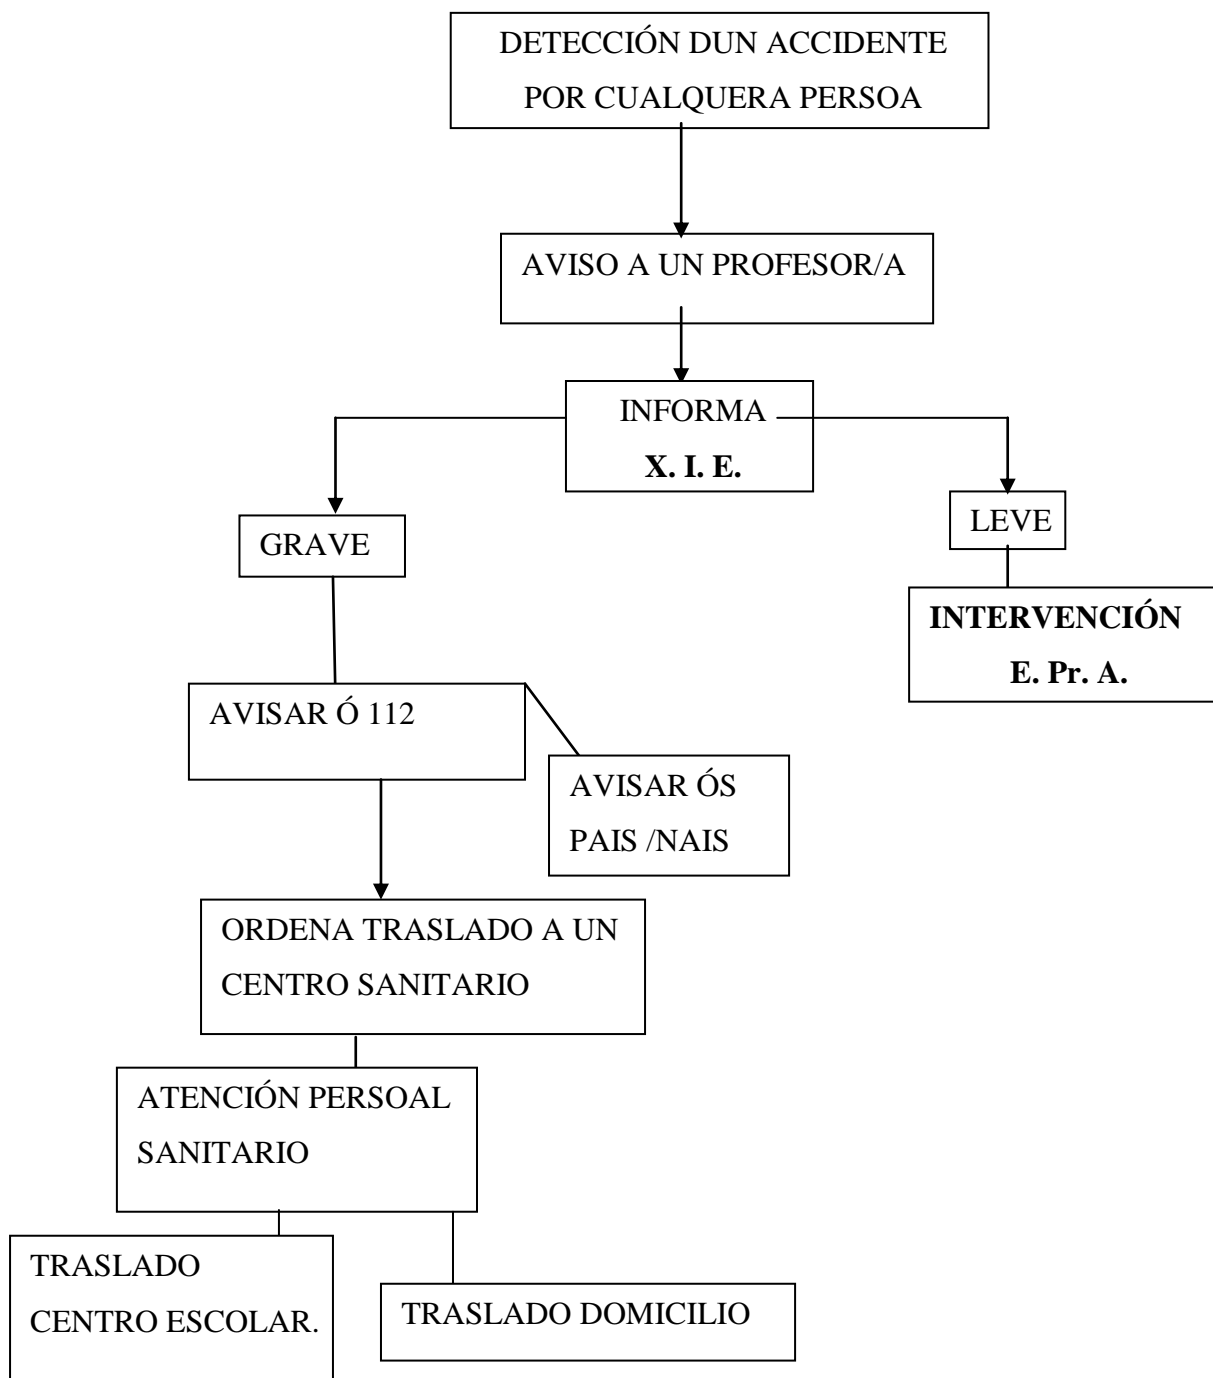 DETECCIÓN DUN ACCIDENTE
POR CUALQUERA PERSOA
AVISO A UN PROFESOR/A
INFORMA
X. I. E.
GRAVE
LEVE
INTERVENCIÓN
E. Pr. A.
AVISAR Ó 112
AVISAR ÓS
PAIS /NAIS
ORDENA TRASLADO A UN
CENTRO SANITARIO
ATENCIÓN PERSOAL
SANITARIO
TRASLADO
CENTRO ESCOLAR.
TRASLADO DOMICILIO